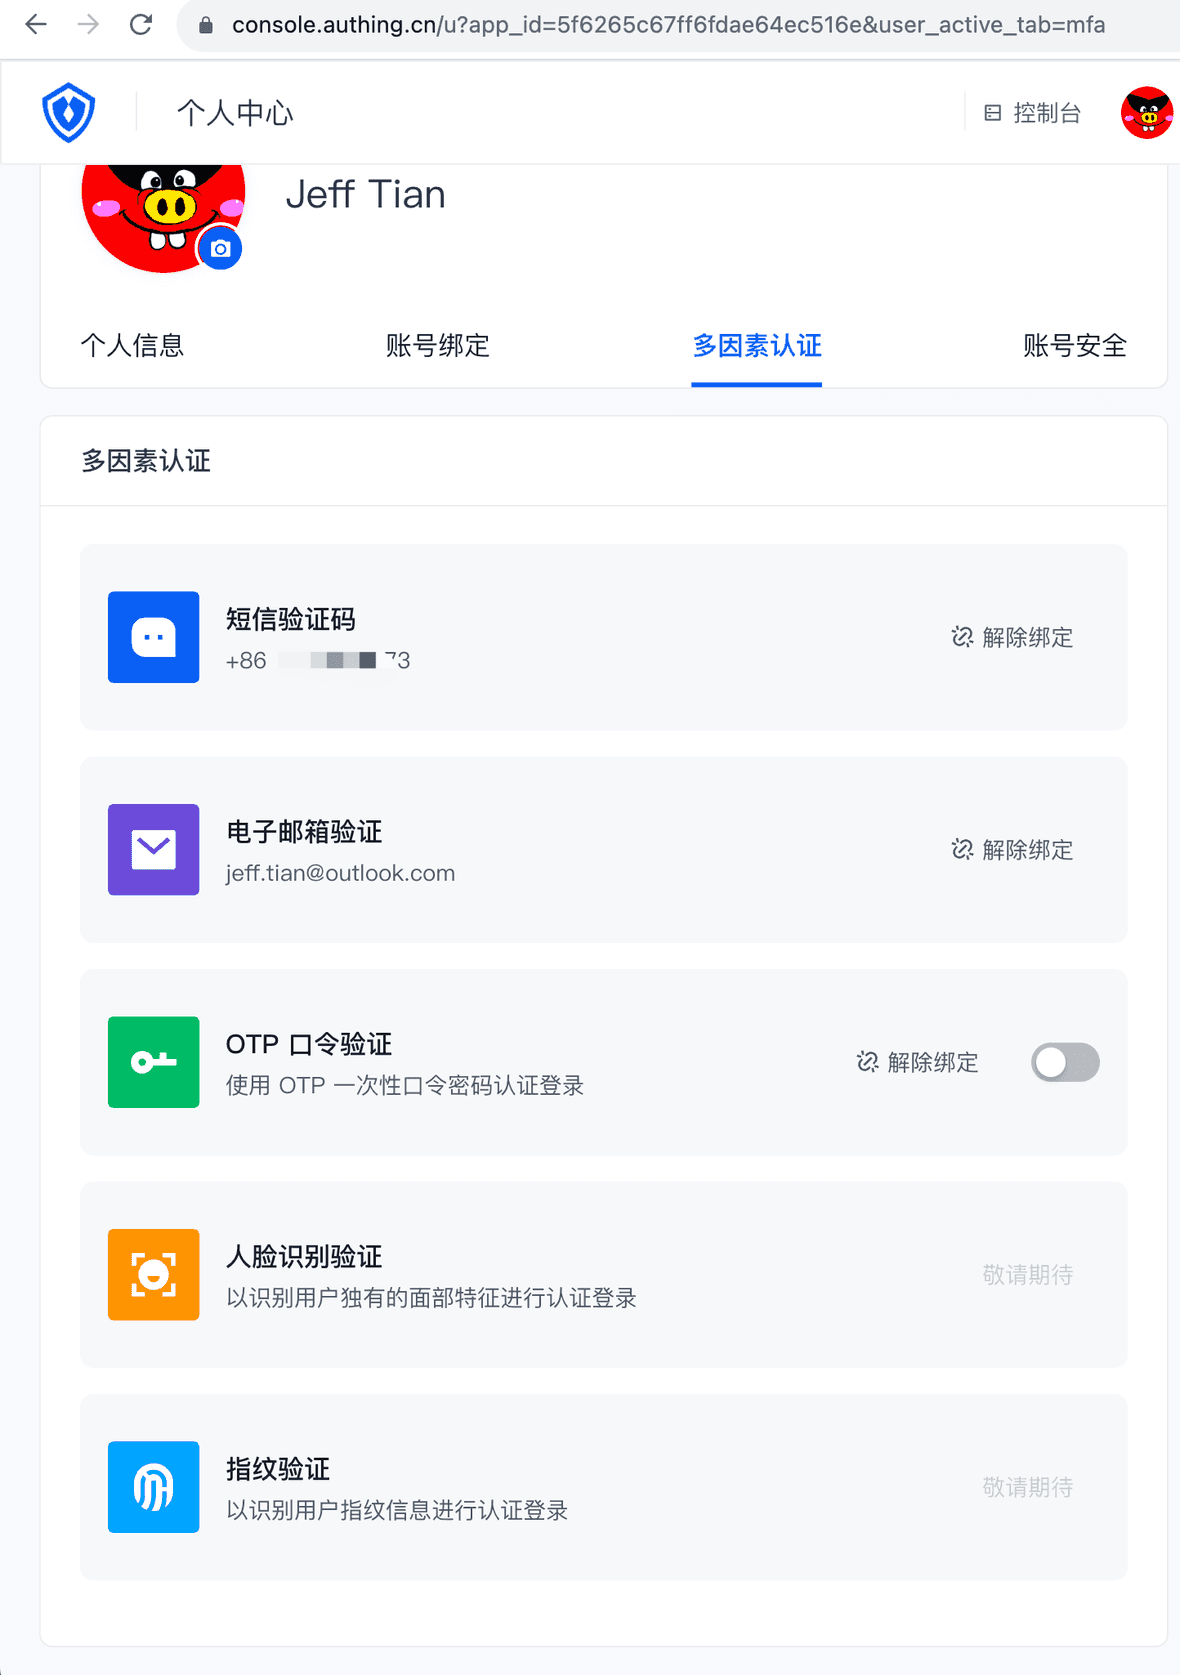 console.authing.cn/u?app_id=5f6265c67ff6fdae64ec516e&user_active_tab=mfa
个人中心
控制台
Jeff Tian
个人信息
账号绑定
多因素认证
账号安全
多因素认证
短信验证码
+86 73
解除绑定
电子邮箱验证
jeff.tian@outlook.com
解除绑定
OTP 口令验证
使用 OTP 一次性口令密码认证登录
解除绑定
人脸识别验证
以识别用户独有的面部特征进行认证登录
敬请期待
指纹验证
以识别用户指纹信息进行认证登录
敬请期待